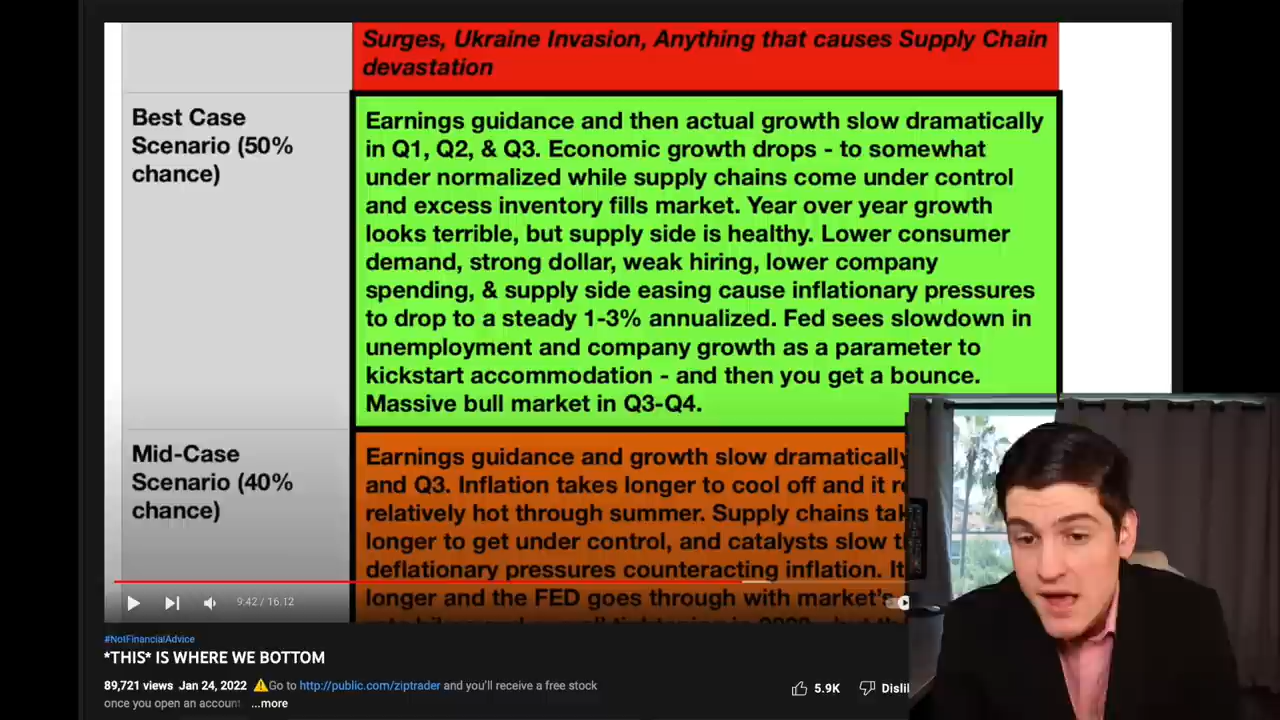 Surges, Ukraine Invasion, Anything that causes Supply Chain
devastation
Best Case
Scenario (50%
chance)
Earnings guidance and then actual growth slow dramatically
in Q1, Q2, & Q3. Economic growth drops - to somewhat
under normalized while supply chains come under control
and excess inventory fills market. Year over year growth
looks terrible, but supply side is healthy. Lower consumer
demand, strong dollar, weak hiring, lower company
spending, & supply side easing cause inflationary pressures
to drop to a steady 1-3% annualized. Fed sees slowdown in
unemployment and company growth as a parameter to
kickstart accommodation - and then you get a bounce.
Massive bull market in Q3-Q4.
Mid-Case
Scenario (40%
chance)
Earnings guidance and growth slow dramatically
and Q3. Inflation takes longer to cool off and it
relatively hot through summer. Supply chains
longer to get under control, and catalysts slow
deflationary pressures counteracting inflation.
longer and the FED goes through with market's
9:42 / 16:12
#NotFinancialAdvice
*THIS* IS WHERE WE BOTTOM
89,721 views Jan 24, 2022 ⚠️Go to http://public.com/ziptrader and you'll receive a free stock
once you open an account ...more
5.9K